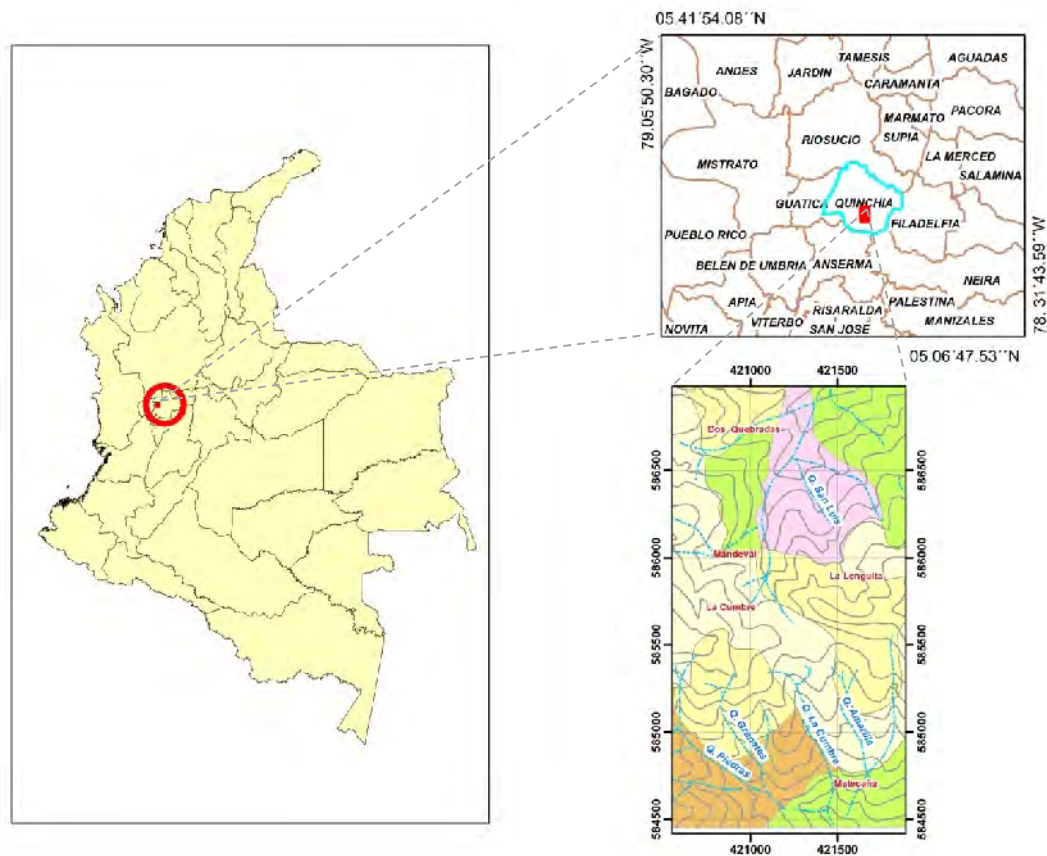 05.41´54.08´´N
79.05´50.30´´W
TAMESIS
AGUADAS
ANDES
JARDIN
CARAMANTA
BAGADO
PACORA
MARMATO
RIOSUCIO
SUPIA
LA MERCED
MISTRATO
SALAMINA
GUATICA
QUINCHIA
FILADELFIA
PUEBLO RICO
BELEN DE UMBRIA
ANSERMA
NEIRA
APIA
RISARALDA
PALESTINA
VITERBO
MANIZALES
NOVITA
SAN JOSE
78.31´43.59´´W
05.06´47.53´´N
421000
421500
Dos Quebradas
586500
586500
Q. San Luis
586000
Mandeval
586000
La Lenguita
La Cumbre
585500
585500
Q. Granates
Q. La Cumbre
Q. Amarilla
585000
585000
Q. Piedras
Matecaña
584500
584500
421000
421500